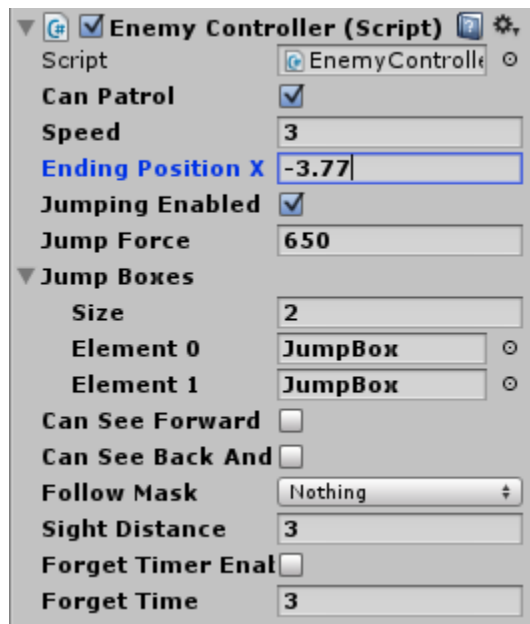 Enemy Controller (Script)
Script EnemyControlle
Can Patrol
Speed 3
Ending Position X -3.77
Jumping Enabled
Jump Force 650
Jump Boxes
Size 2
Element 0 JumpBox
Element 1 JumpBox
Can See Forward
Can See Back And
Follow Mask Nothing
Sight Distance 3
Forget Timer Enab
Forget Time 3